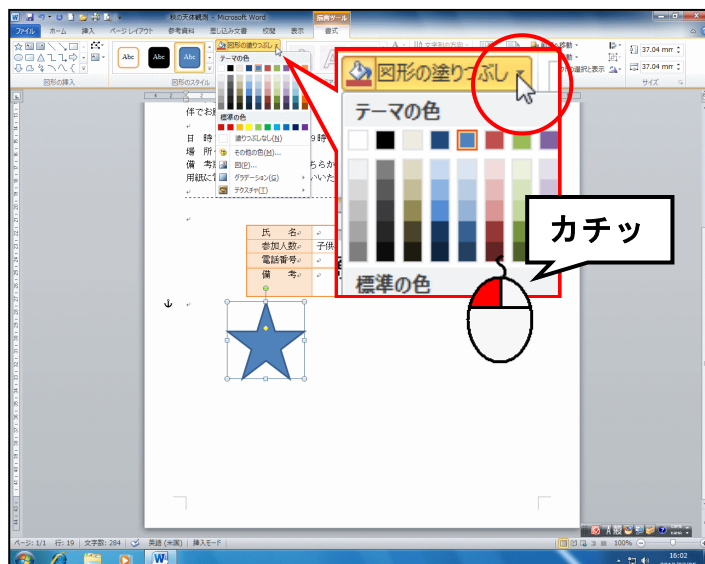 秋の天体観測 - Microsoft Word
描画ツール
ファイル ホーム 挿入 ページ レイアウト 参考資料 差し込み文書 校閲 表示 書式
Abc Abc Abc
図形の塗りつぶし
37.04 mm
37.04 mm
図形の挿入
図形のスタイル
サイズ
テーマの色
標準の色
塗りつぶしなし(N)
その他の色(M)...
図(P)...
グラデーション(G)
テクスチャ(T)
図形の塗りつぶし
テーマの色
標準の色
カチッ
日 時
場 所
備 考
用紙に
氏 名
参加人数 子供
電話番号
備 考
ページ: 1/1 行: 19 文字数: 284 英語 (米国) 挿入モード
100%
16:02